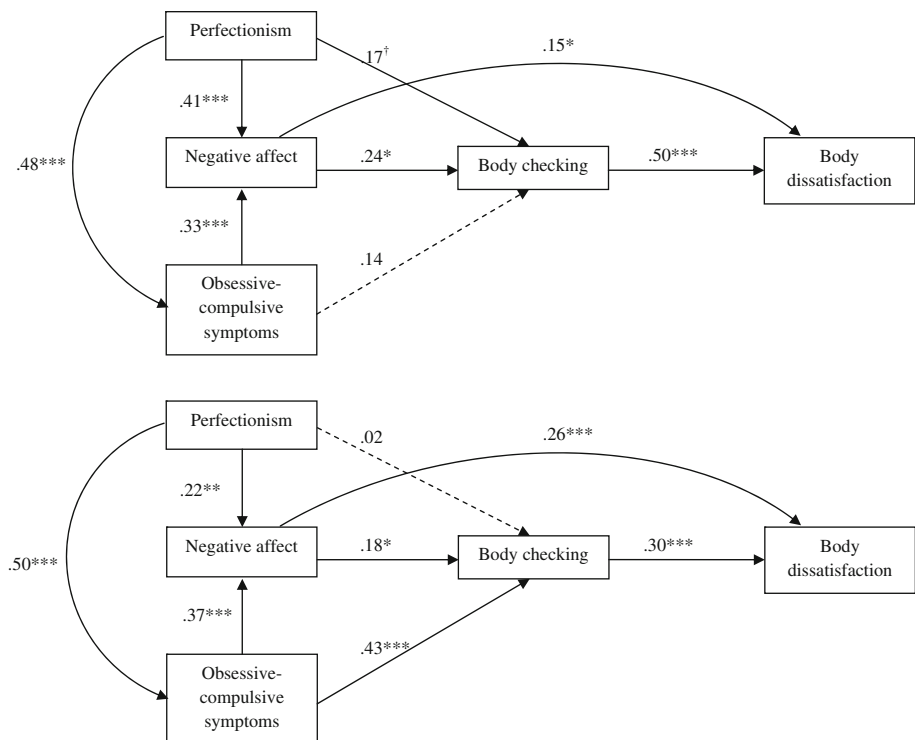 Perfectionism
.17†
.15*
.41***
.48***
Negative affect
.24*
Body checking
.50***
Body
dissatisfaction
.33***
.14
Obsessive-
compulsive
symptoms
Perfectionism
.02
.26***
.22**
.50***
Negative affect
.18*
Body checking
.30***
Body
dissatisfaction
.37***
.43***
Obsessive-
compulsive
symptoms